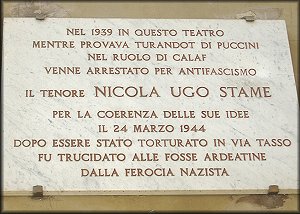 NEL 1939 IN QUESTO TEATRO
MENTRE PROVAVA TURANDOT DI PUCCINI
NEL RUOLO DI CALAF
VENNE ARRESTATO PER ANTIFASCISMO
IL TENORE NICOLA UGO STAME
PER LA COERENZA DELLE SUE IDEE
IL 24 MARZO 1944
DOPO ESSERE STATO TORTURATO IN VIA TASSO
FU TRUCIDATO ALLE FOSSE ARDEATINE
DALLA FEROCIA NAZISTA